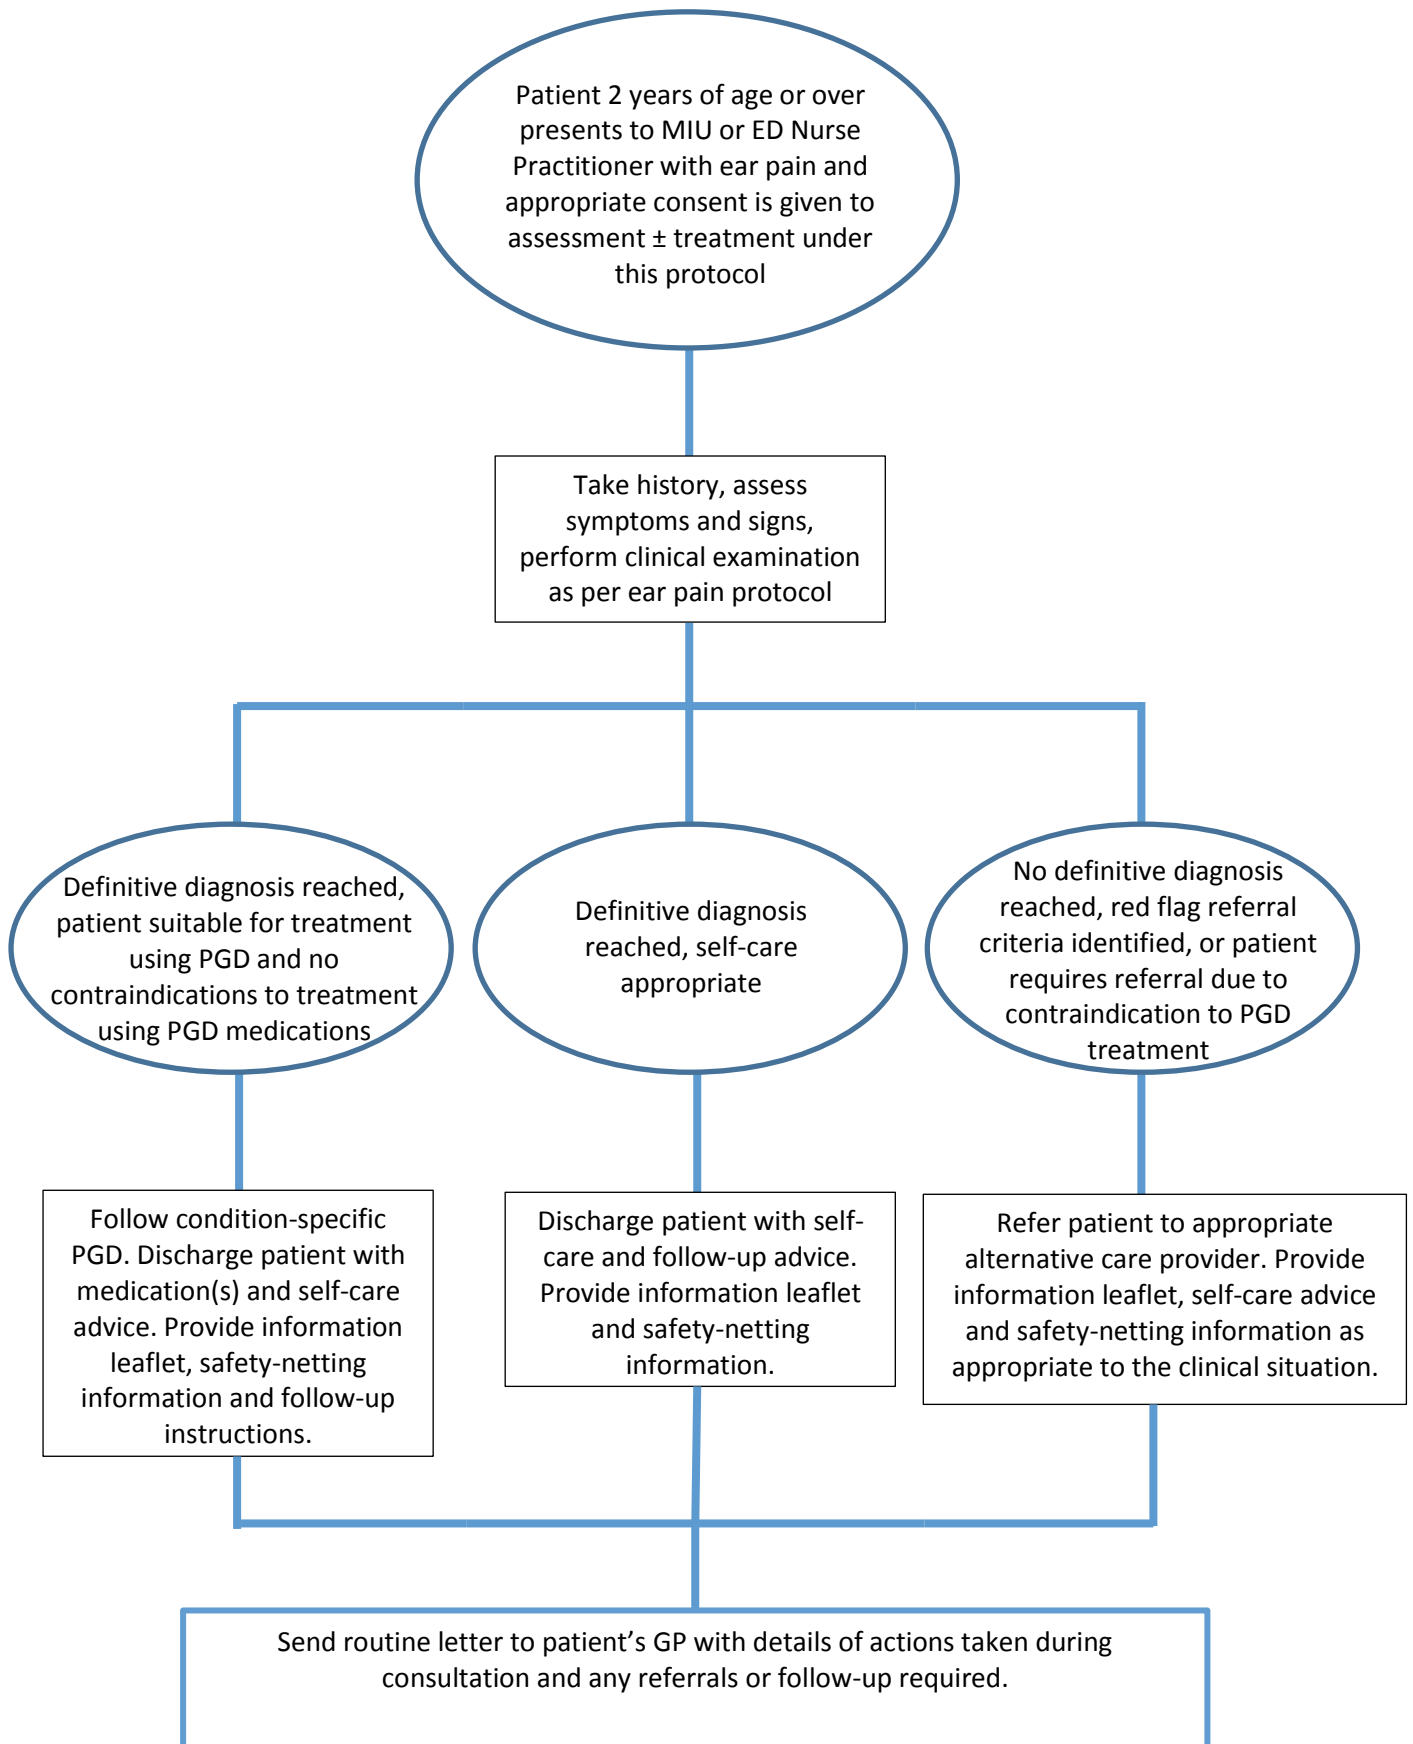 Patient 2 years of age or over
presents to MIU or ED Nurse
Practitioner with ear pain and
appropriate consent is given to
assessment ± treatment under
this protocol
Take history, assess
symptoms and signs,
perform clinical examination
as per ear pain protocol
Definitive diagnosis reached,
patient suitable for treatment
using PGD and no
contraindications to treatment
using PGD medications
Definitive diagnosis
reached, self-care
appropriate
No definitive diagnosis
reached, red flag referral
criteria identified, or patient
requires referral due to
contraindication to PGD
treatment
Follow condition-specific
PGD. Discharge patient with
medication(s) and self-care
advice. Provide information
leaflet, safety-netting
information and follow-up
instructions.
Discharge patient with self-
care and follow-up advice.
Provide information leaflet
and safety-netting
information.
Refer patient to appropriate
alternative care provider. Provide
information leaflet, self-care advice
and safety-netting information as
appropriate to the clinical situation.
Send routine letter to patient’s GP with details of actions taken during
consultation and any referrals or follow-up required.